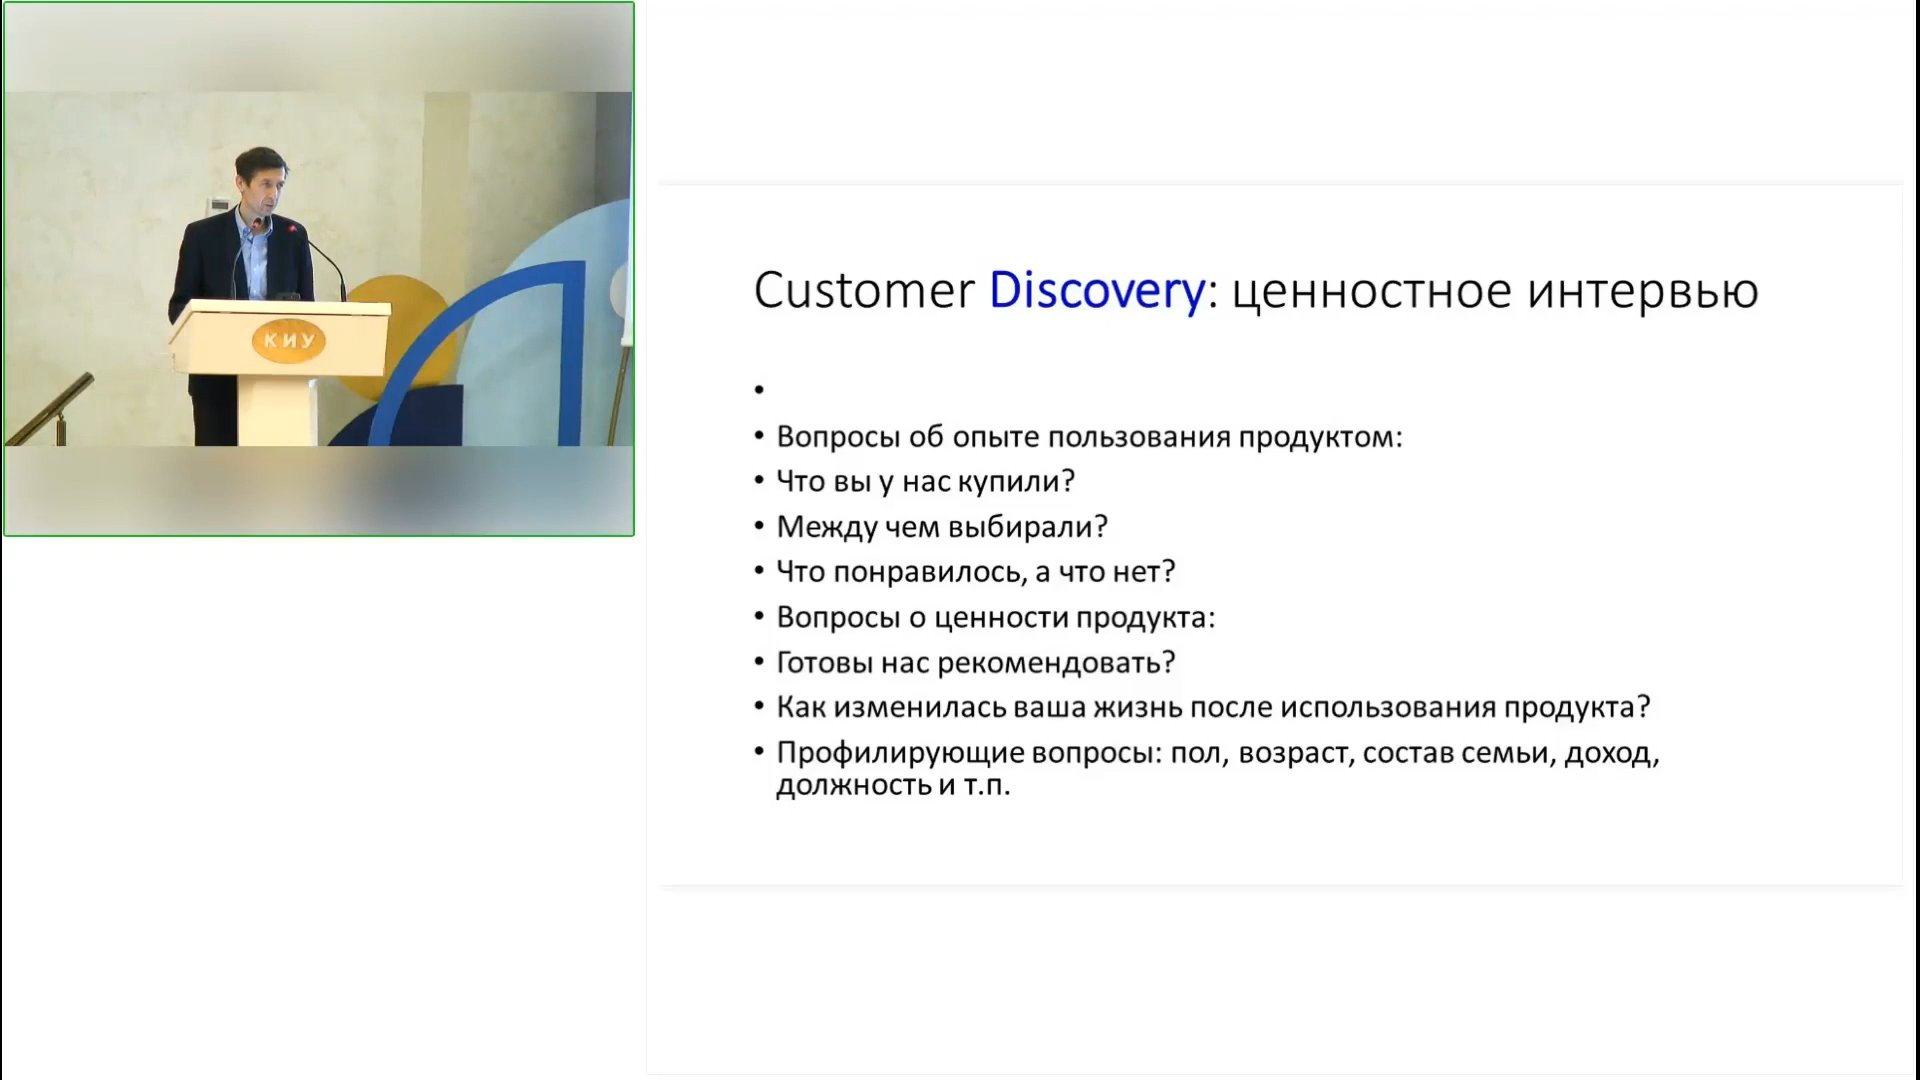 КИУ
Customer Discovery: ценностное интервью
•
• Вопросы об опыте пользования продуктом:
• Что вы у нас купили?
• Между чем выбирали?
• Что понравилось, а что нет?
• Вопросы о ценности продукта:
• Готовы нас рекомендовать?
• Как изменилась ваша жизнь после использования продукта?
• Профилирующие вопросы: пол, возраст, состав семьи, доход,
должность и т.п.